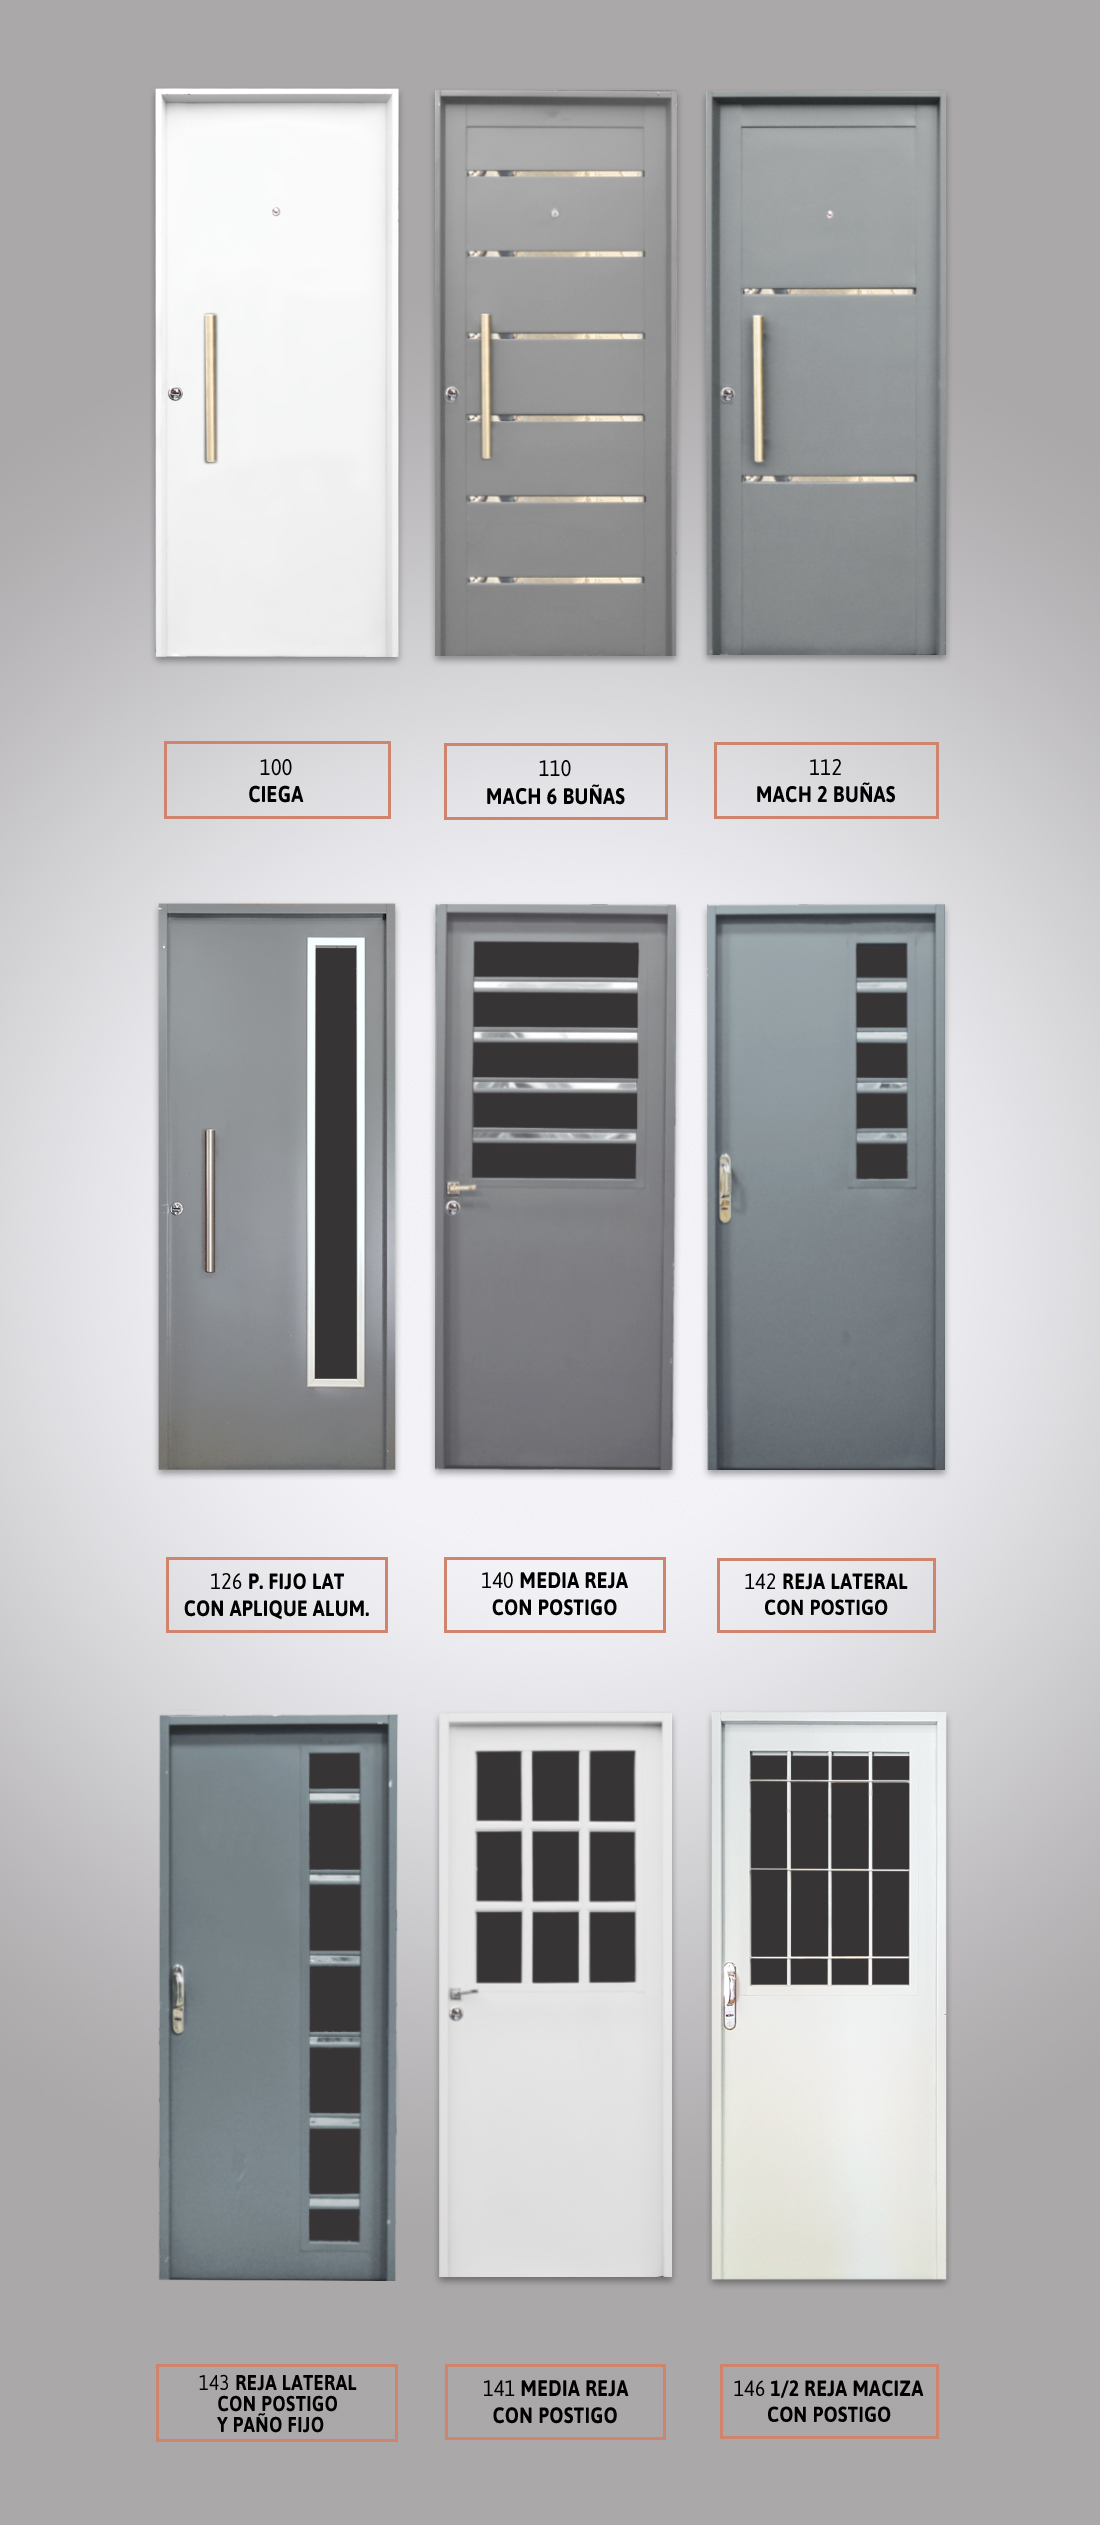 100
CIEGA
110
MACH 6 BUÑAS
112
MACH 2 BUÑAS
126 P. FIJO LAT
CON APLIQUE ALUM.
140 MEDIA REJA
CON POSTIGO
142 REJA LATERAL
CON POSTIGO
143 REJA LATERAL
CON POSTIGO
Y PAÑO FIJO
141 MEDIA REJA
CON POSTIGO
146 1/2 REJA MACIZA
CON POSTIGO